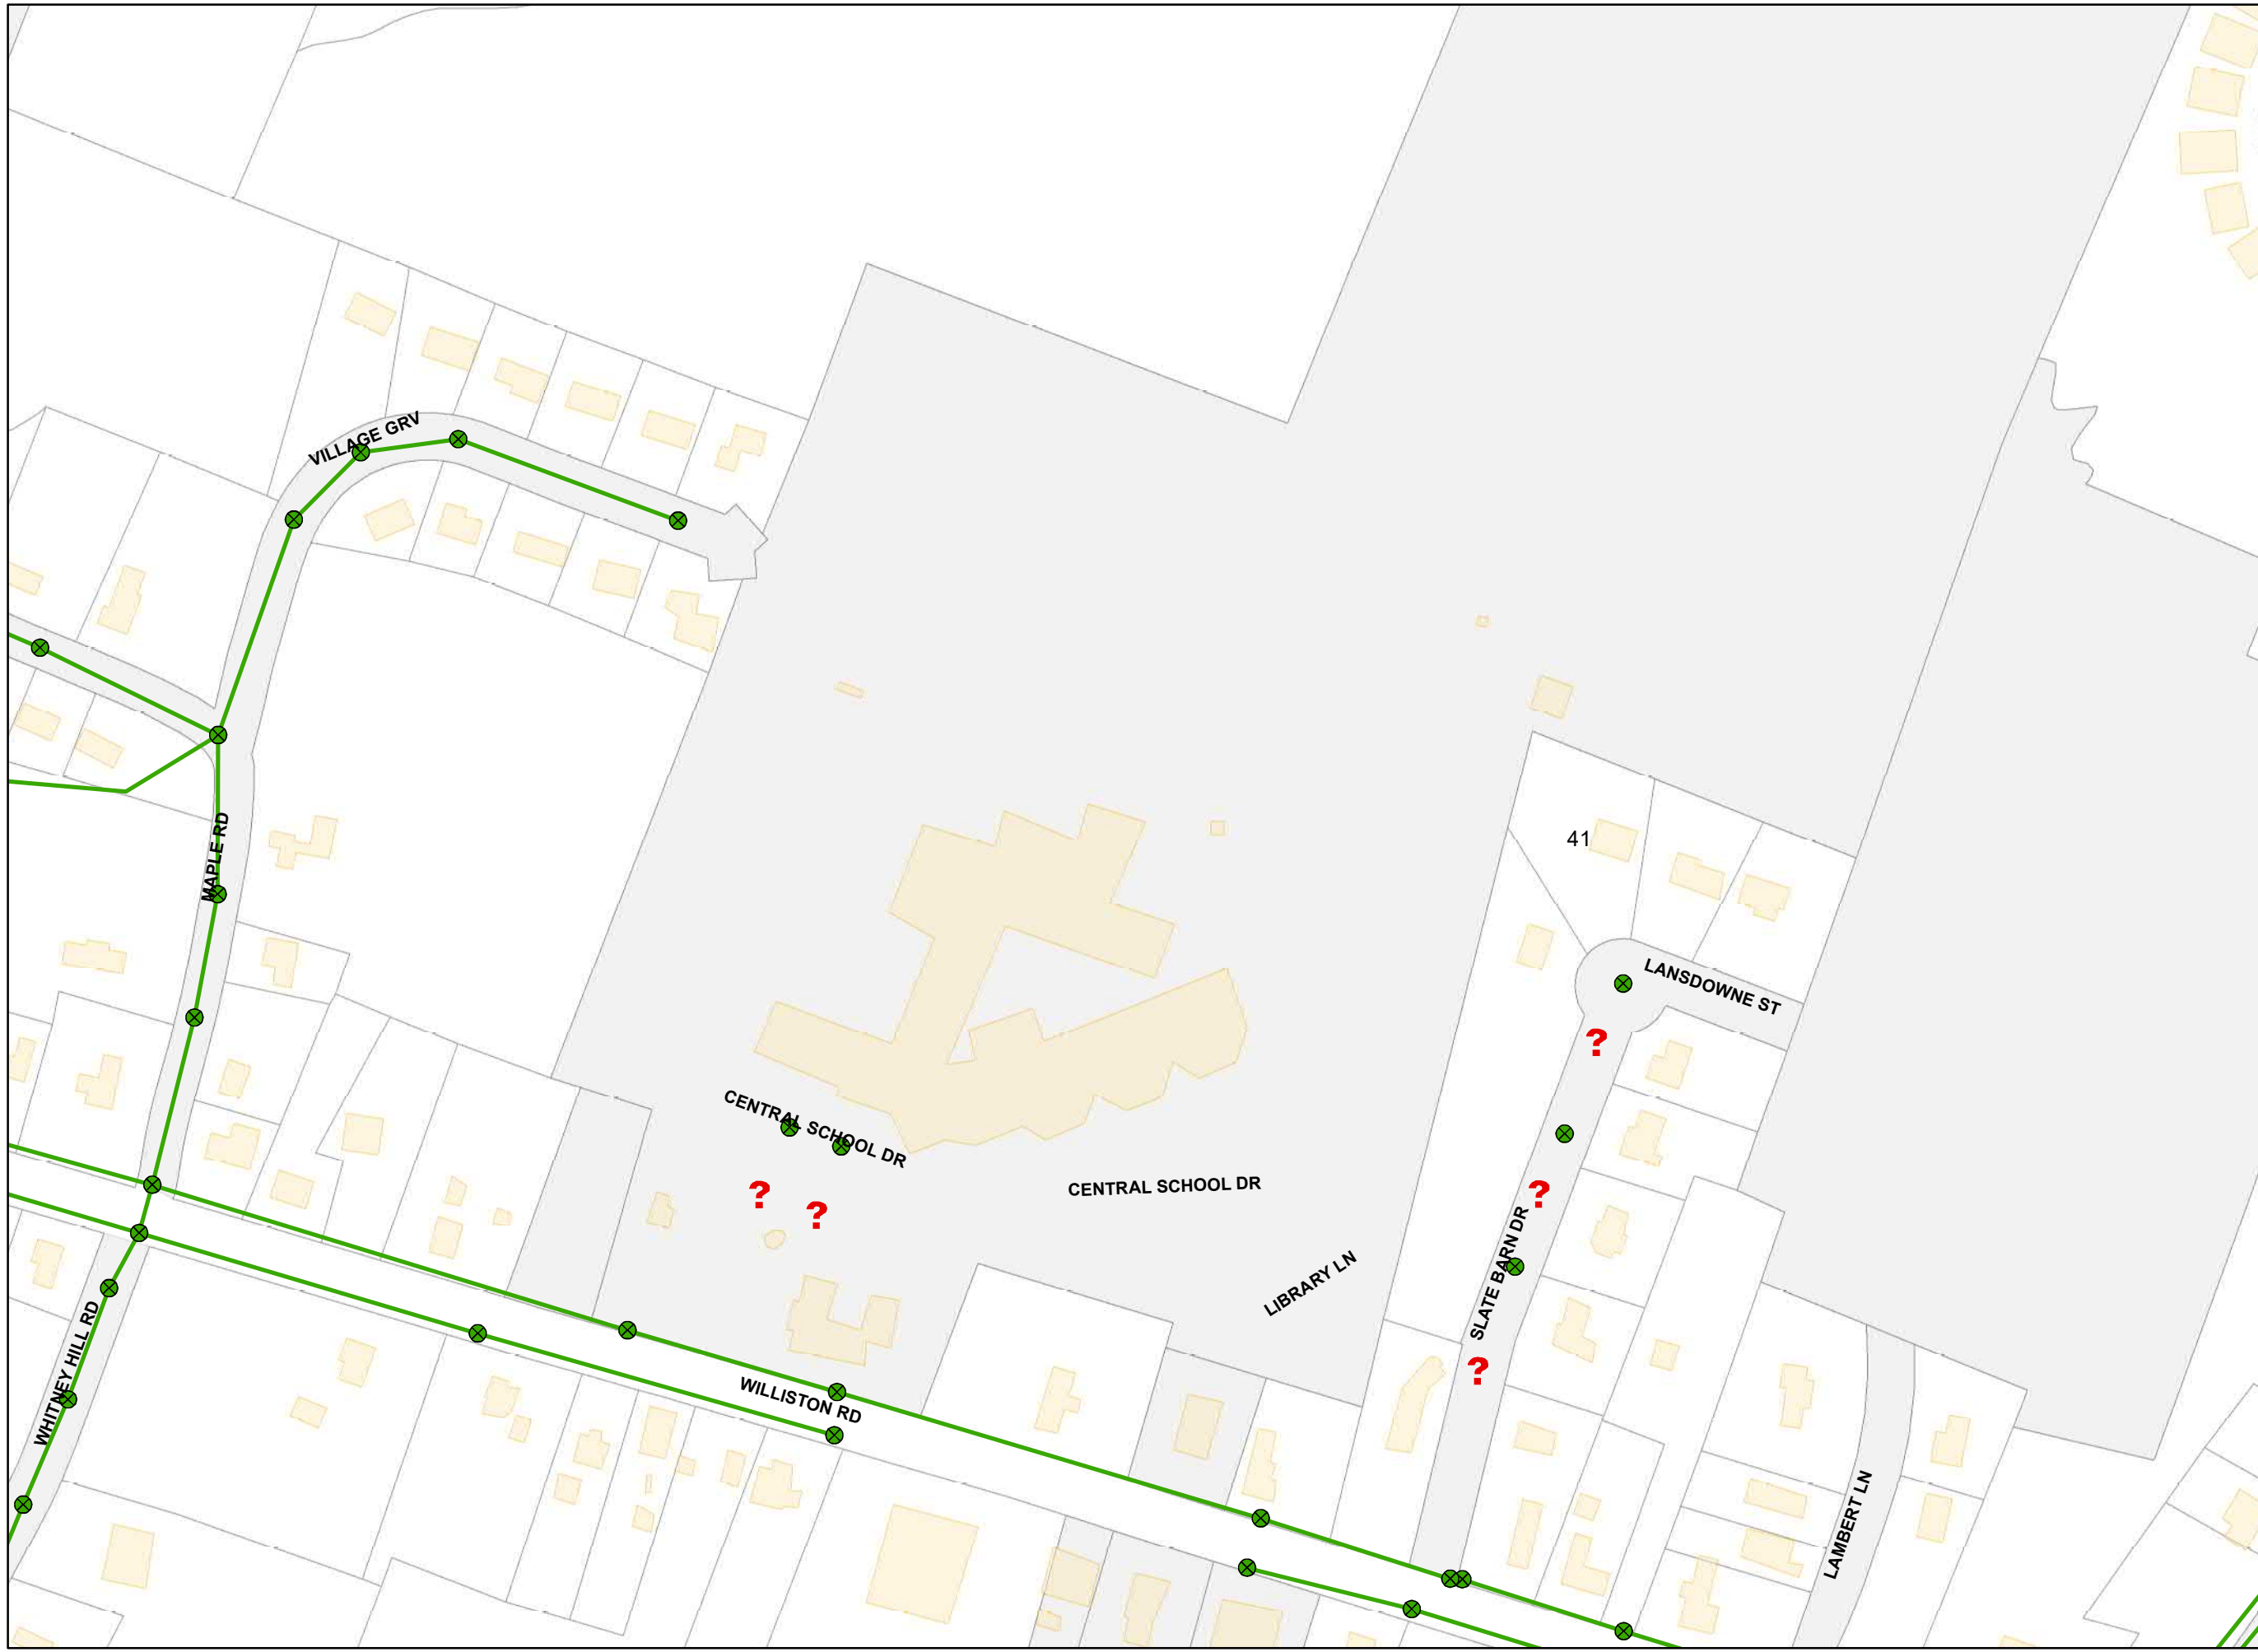 VILLAGE GRV
MAPLE RD
41
LANSDOWNE ST
?
CENTRAL SCHOOL DR
?
?
CENTRAL SCHOOL DR
?
SLATE BARN DR
LIBRARY LN
?
WHITNEY HILL RD
WILLISTON RD
LAMBERT LN